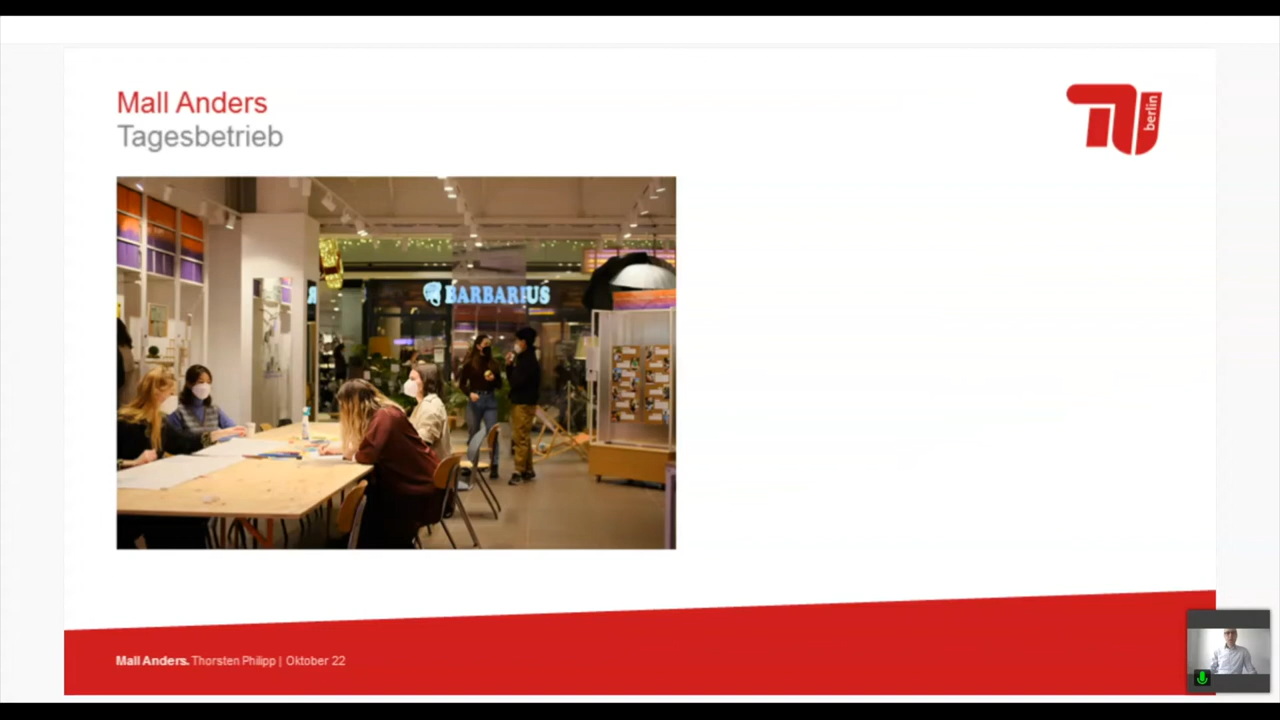 Mall Anders
Tagesbetrieb
berlin
BARBARIUS
Mall Anders. Thorsten Philipp | Oktober 22